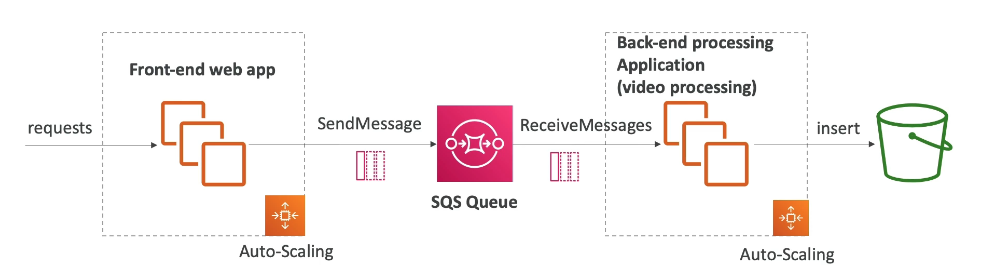 requests
Front-end web app
Auto-Scaling
SendMessage
SQS Queue
ReceiveMessages
Back-end processing
Application
(video processing)
Auto-Scaling
insert